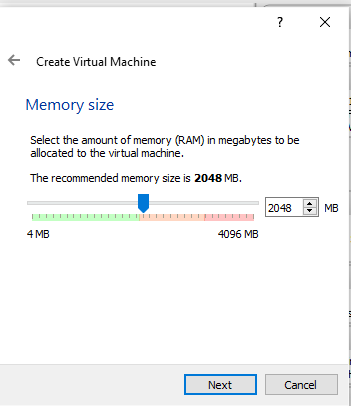 ?
Create Virtual Machine
Memory size
Select the amount of memory (RAM) in megabytes to be
allocated to the virtual machine.
The recommended memory size is 2048 MB.
2048 MB
4 MB 4096 MB
Next Cancel